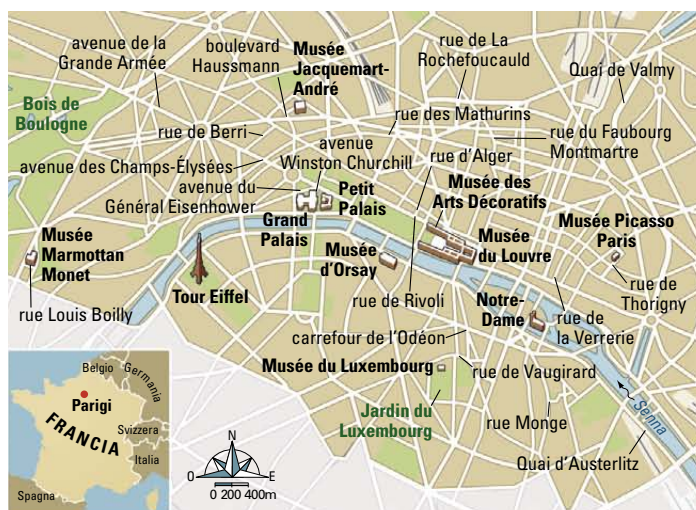 avenue de la
Grande Armée
boulevard
Haussmann
Musée
Jacquemart-
André
rue de La
Rochefoucauld
Quai de Valmy
Bois de
Boulogne
rue de Berri
rue des Mathurins
rue du Faubourg
Montmartre
avenue des Champs-Élysées
avenue
Winston Churchill
rue d'Alger
avenue du
Général Eisenhower
Petit
Palais
Musée des
Arts Décoratifs
Grand
Palais
Musée
Marmottan
Monet
Musée
d'Orsay
Musée
du Louvre
Musée Picasso
Paris
rue Louis Boilly
Tour Eiffel
rue de Rivoli
Notre-
Dame
rue de
la Verrerie
rue de
Thorigny
carrefour de l'Odéon
Musée du Luxembourg
rue de Vaugirard
Jardin du
Luxembourg
rue Monge
Senna
Quai d'Austerlitz
Belgio
Germania
Parigi
FRANCIA
Svizzera
Italia
Spagna
N
O
E
S
0 200 400m